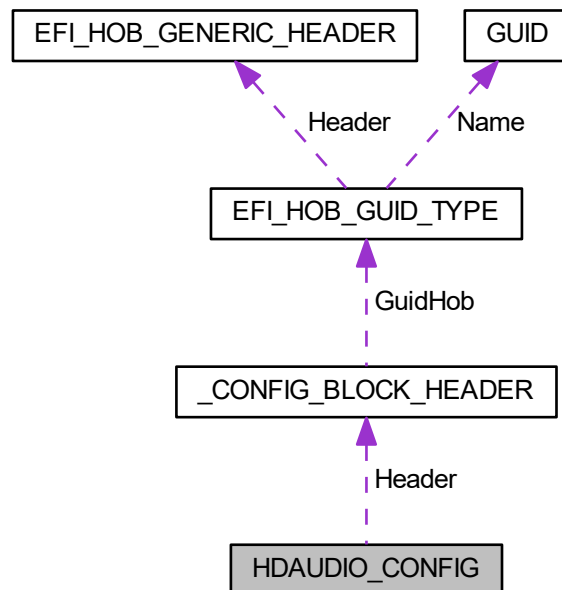 EFI_HOB_GENERIC_HEADER
GUID
Header
Name
EFI_HOB_GUID_TYPE
GuidHob
_CONFIG_BLOCK_HEADER
Header
HDAUDIO_CONFIG